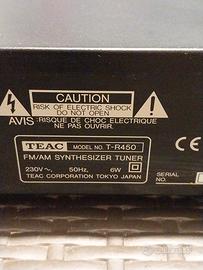 CAUTION
RISK OF ELECTRIC SHOCK
DO NOT OPEN
AVIS: RISQUE DE CHOC ELECTRIQUE
NE PAS OUVRIR
CE
TEAC MODEL NO. T-R450
FM/AM SYNTHESIZER TUNER
230V~, 50Hz, 6W
TEAC CORPORATION TOKYO JAPAN
SERIAL